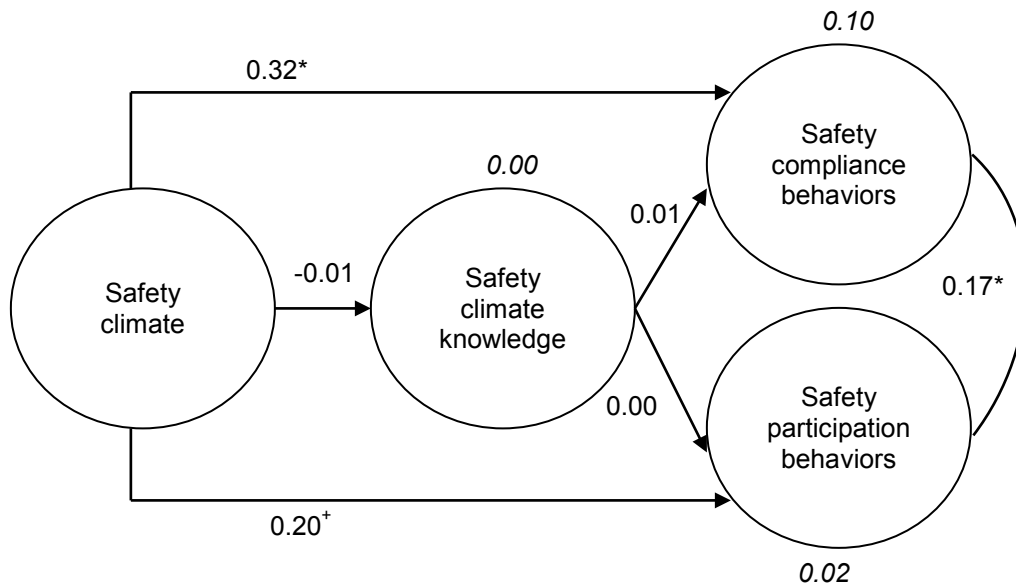 0.10
0.32*
Safety
compliance
behaviors
0.00
0.01
-0.01
Safety
climate
Safety
climate
knowledge
0.17*
0.00
Safety
participation
behaviors
0.20+
0.02